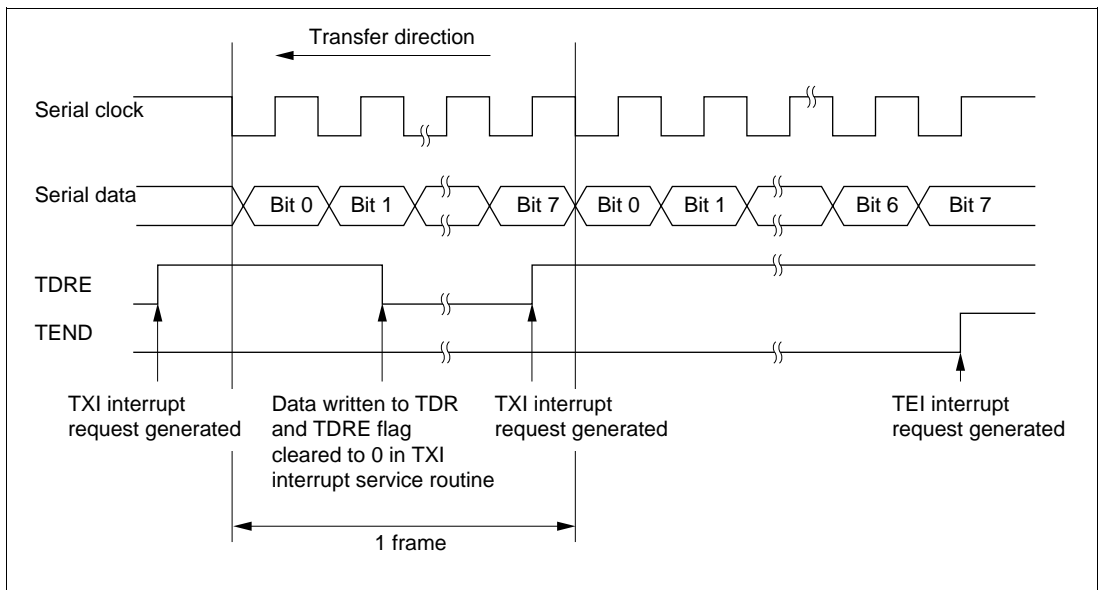 Transfer direction
Serial clock
Serial data
Bit 0
Bit 1
Bit 7
Bit 0
Bit 1
Bit 6
Bit 7
TDRE
TEND
TXI interrupt
request generated
Data written to TDR
and TDRE flag
cleared to 0 in TXI
interrupt service routine
TXI interrupt
request generated
TEI interrupt
request generated
1 frame